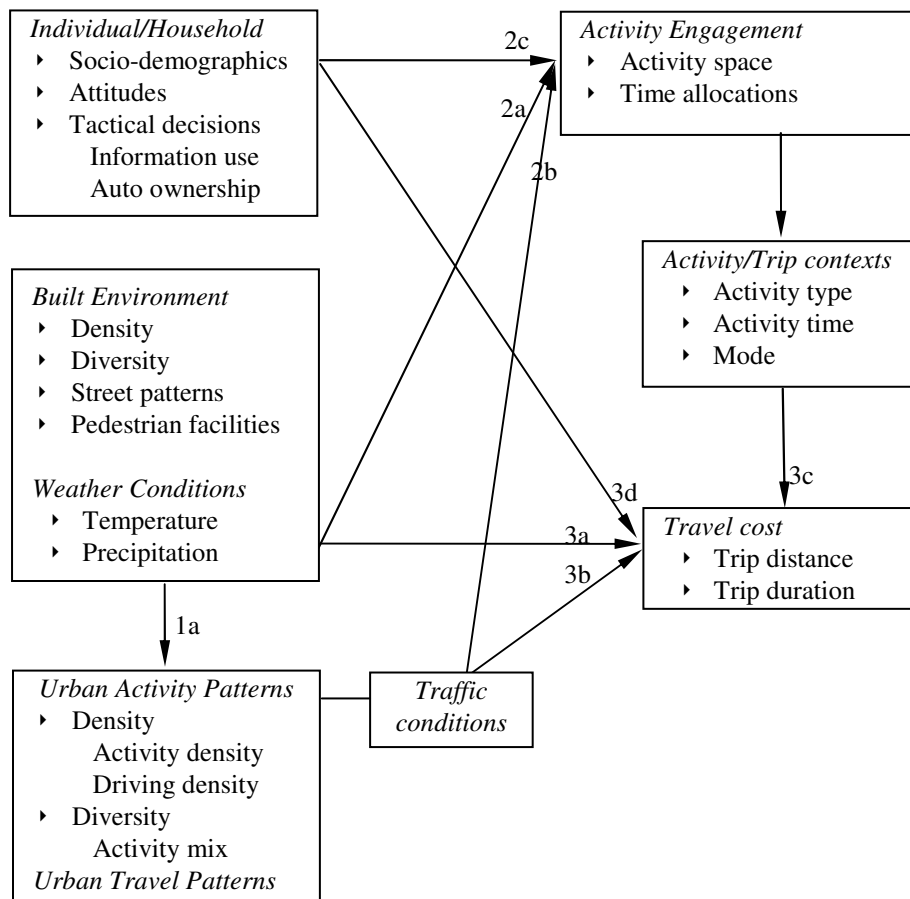 Individual/Household
‣ Socio-demographics
‣ Attitudes
‣ Tactical decisions
Information use
Auto ownership
2c
2a
2b
Activity Engagement
‣ Activity space
‣ Time allocations
Activity/Trip contexts
‣ Activity type
‣ Activity time
‣ Mode
Built Environment
‣ Density
‣ Diversity
‣ Street patterns
‣ Pedestrian facilities
Weather Conditions
‣ Temperature
‣ Precipitation
3d
3a
3b
3c
Travel cost
‣ Trip distance
‣ Trip duration
1a
Urban Activity Patterns
‣ Density
Activity density
Driving density
‣ Diversity
Activity mix
Urban Travel Patterns
Traffic
conditions